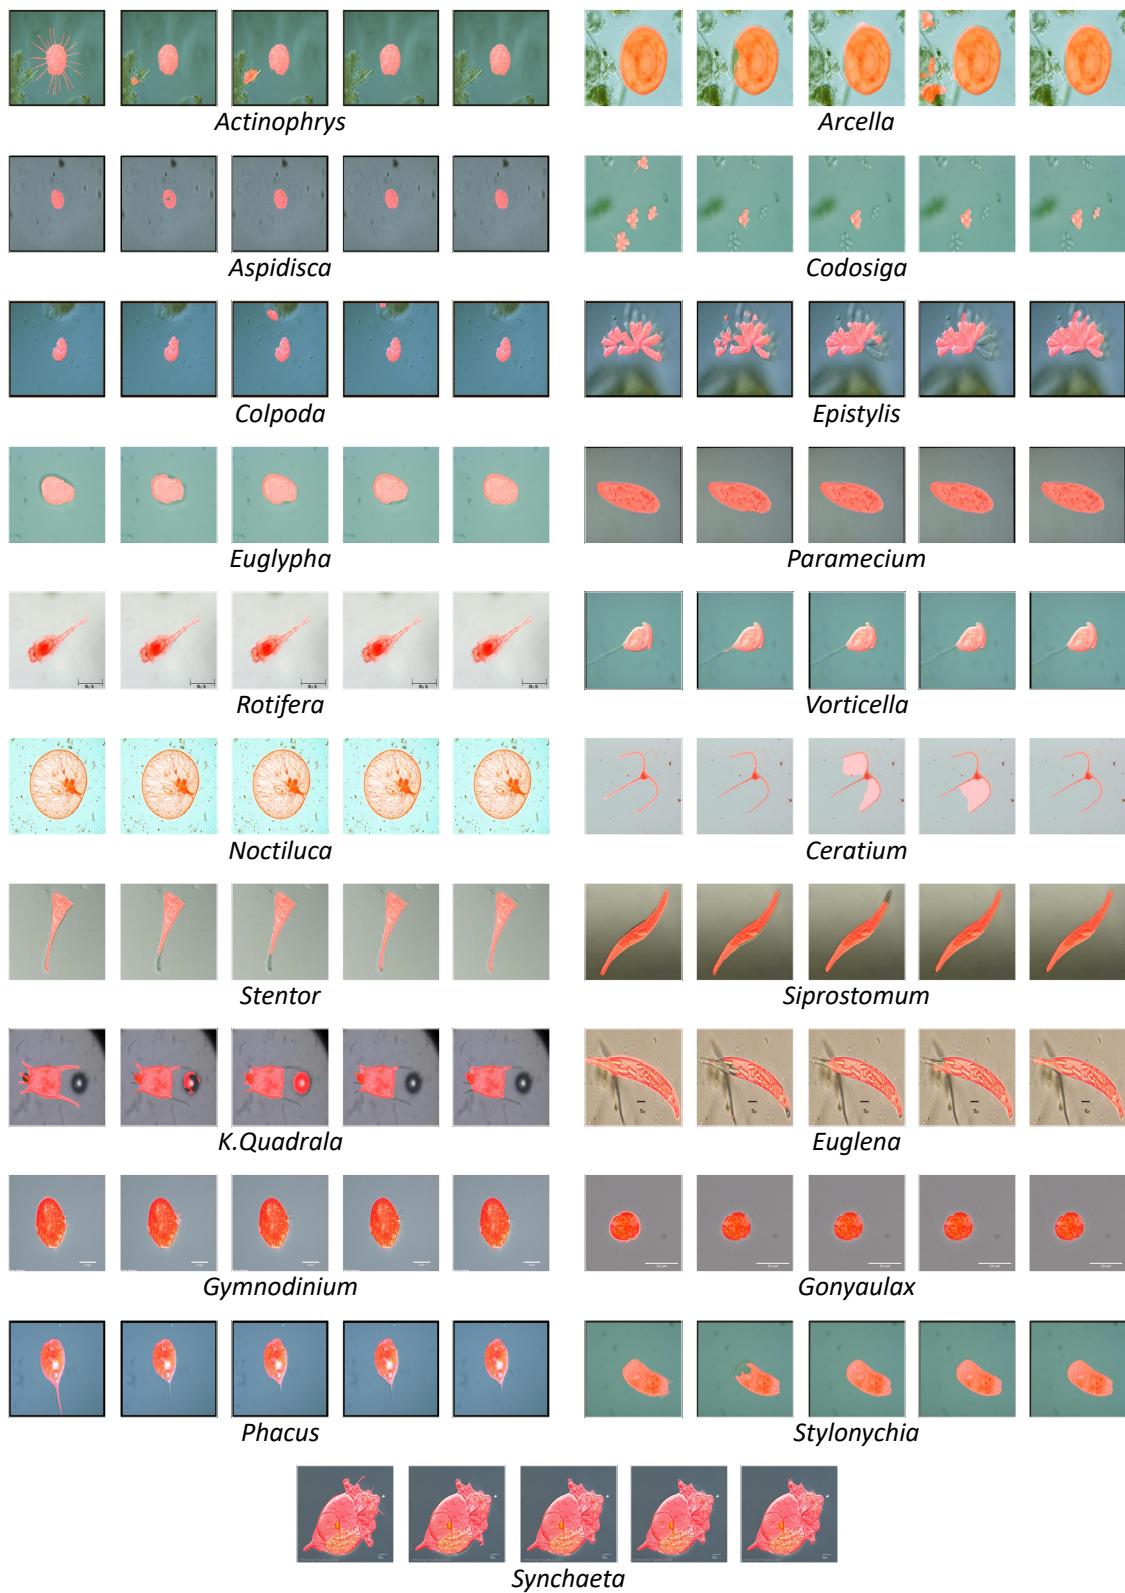 Actinophrys
Arcella
Aspidisca
Codosiga
Colpoda
Epistylis
Euglypha
Paramecium
Rotifera
Vorticella
Noctiluca
Ceratium
Stentor
Siprostomum
K.Quadrala
Euglena
Gymnodinium
Gonyaulax
Phacus
Stylonychia
Synchaeta